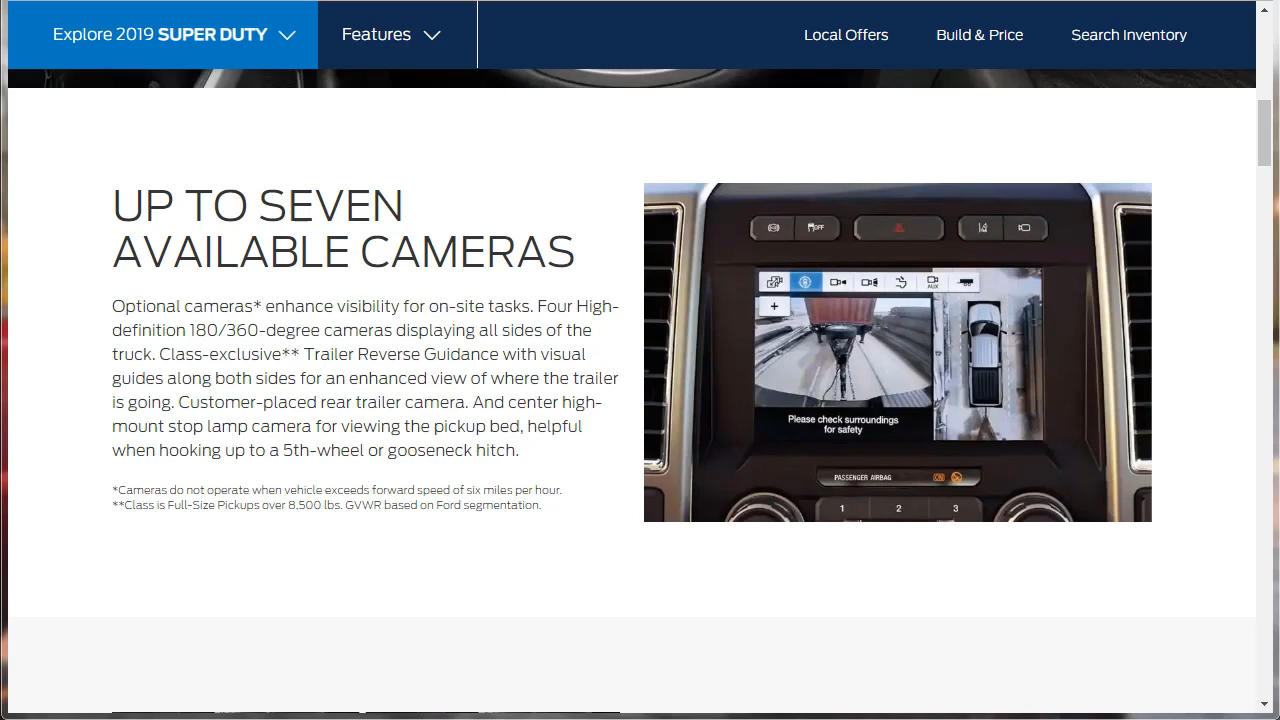 Explore 2019 SUPER DUTY
Features
Local Offers
Build & Price
Search Inventory
UP TO SEVEN
AVAILABLE CAMERAS
Optional cameras* enhance visibility for on-site tasks. Four High-
definition 180/360-degree cameras displaying all sides of the
truck. Class-exclusive** Trailer Reverse Guidance with visual
guides along both sides for an enhanced view of where the trailer
is going. Customer-placed rear trailer camera. And center high-
mount stop lamp camera for viewing the pickup bed, helpful
when hooking up to a 5th-wheel or gooseneck hitch.
*Cameras do not operate when vehicle exceeds forward speed of six miles per hour.
**Class is Full-Size Pickups over 8,500 lbs. GVWR based on Ford segmentation.
OFF
AUX
+
Please check surroundings
for safety
PASSENGER AIRBAG
ON
1 2 3